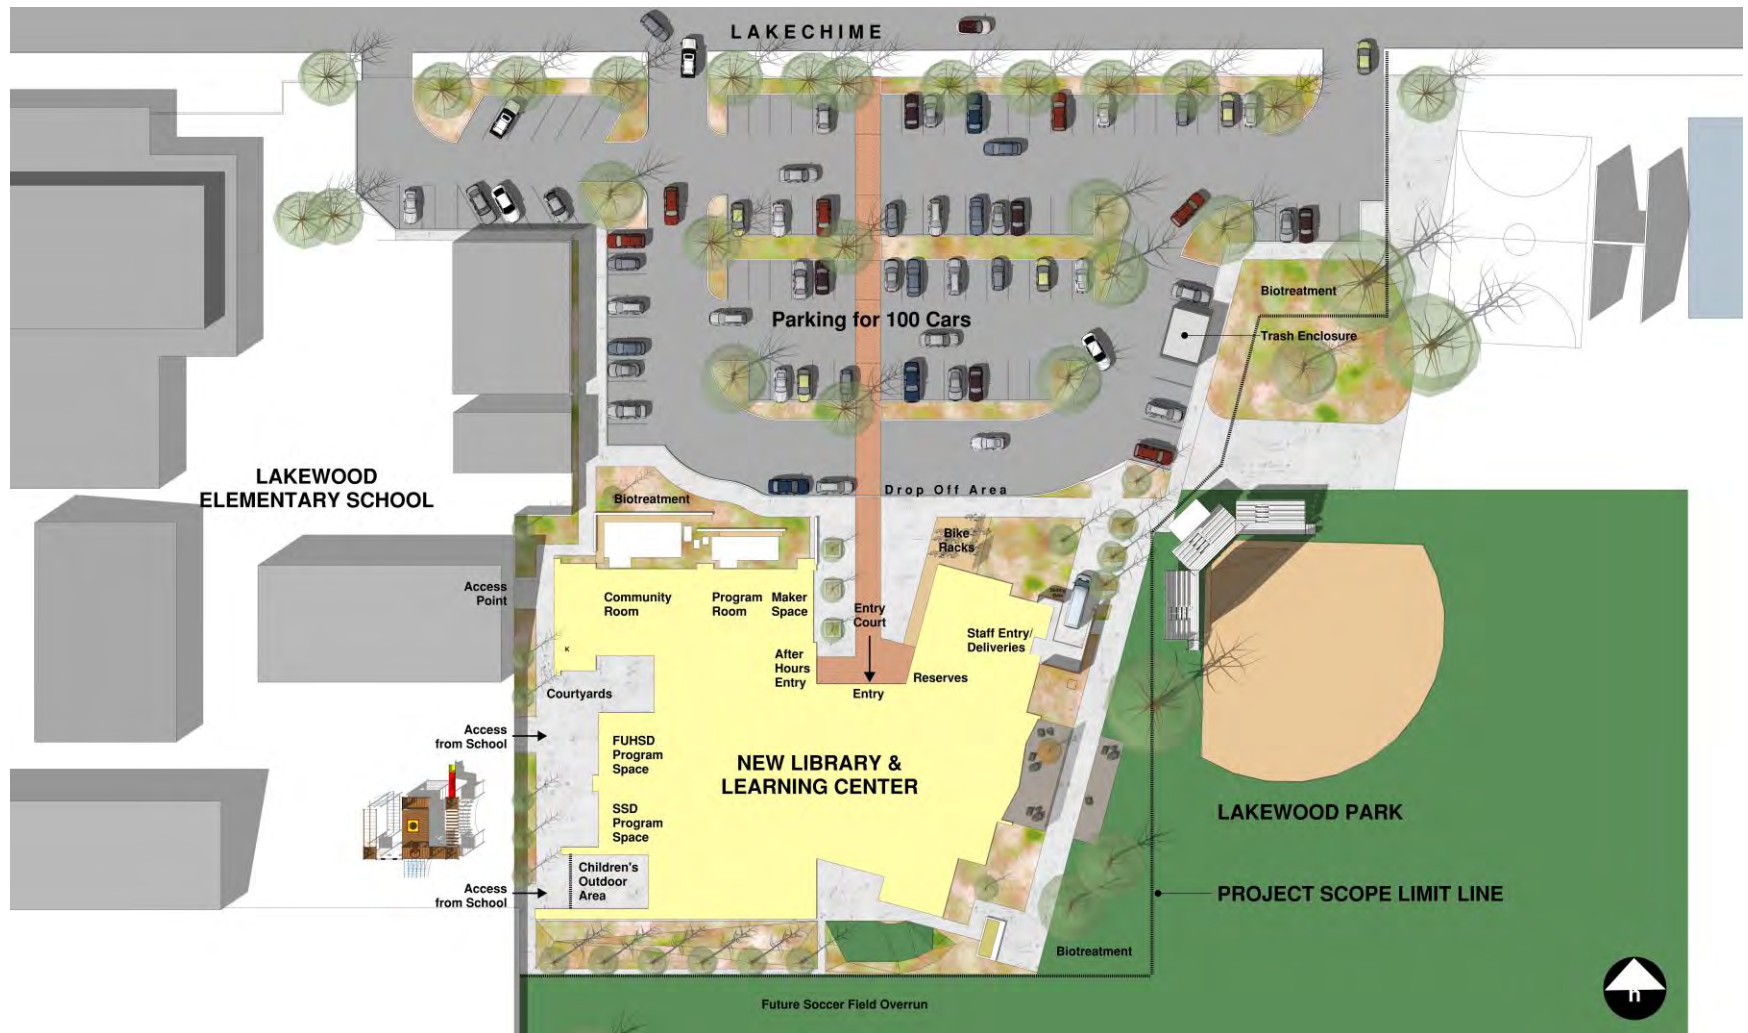 LAKECHIME
Biotreatment
Parking for 100 Cars
Trash Enclosure
LAKEWOOD
ELEMENTARY SCHOOL
Drop Off Area
Biotreatment
Bike
Racks
Access
Point
Community
Room
Program
Room
Maker
Space
Entry
Court
Staff Entry/
Deliveries
K
After
Hours
Entry
Reserves
Entry
Courtyards
Access
from School
FUHSD
Program
Space
NEW LIBRARY &
LEARNING CENTER
SSD
Program
Space
LAKEWOOD PARK
Children's
Outdoor
Area
Access
from School
PROJECT SCOPE LIMIT LINE
Biotreatment
Future Soccer Field Overrun
n